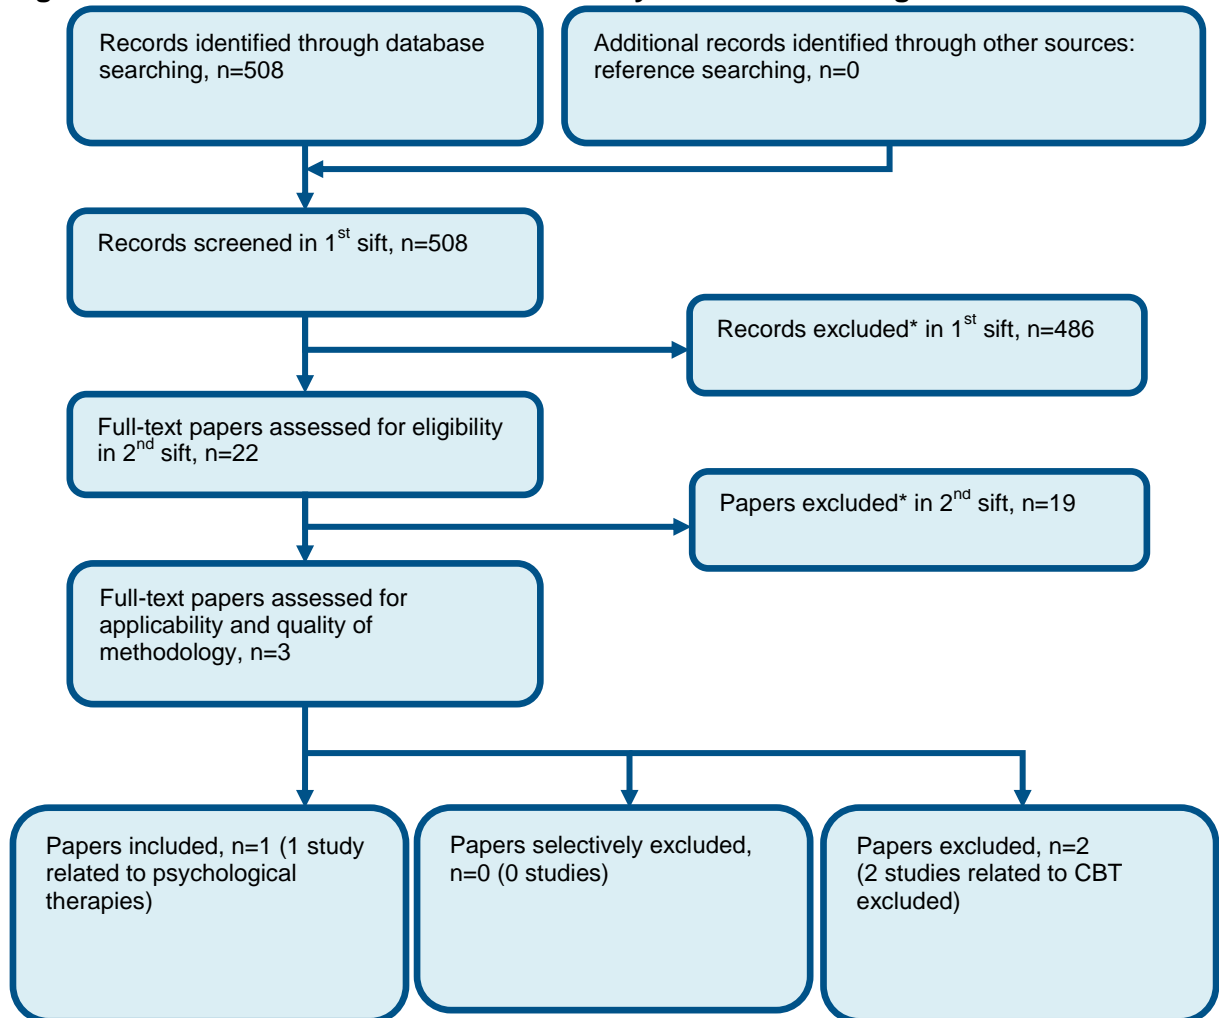 Records identified through database
searching, n=508
Additional records identified through other sources:
reference searching, n=0
Records screened in 1st sift, n=508
Records excluded* in 1st sift, n=486
Full-text papers assessed for eligibility
in 2nd sift, n=22
Papers excluded* in 2nd sift, n=19
Full-text papers assessed for
applicability and quality of
methodology, n=3
Papers included, n=1 (1 study
related to psychological
therapies)
Papers selectively excluded,
n=0 (0 studies)
Papers excluded, n=2
(2 studies related to CBT
excluded)